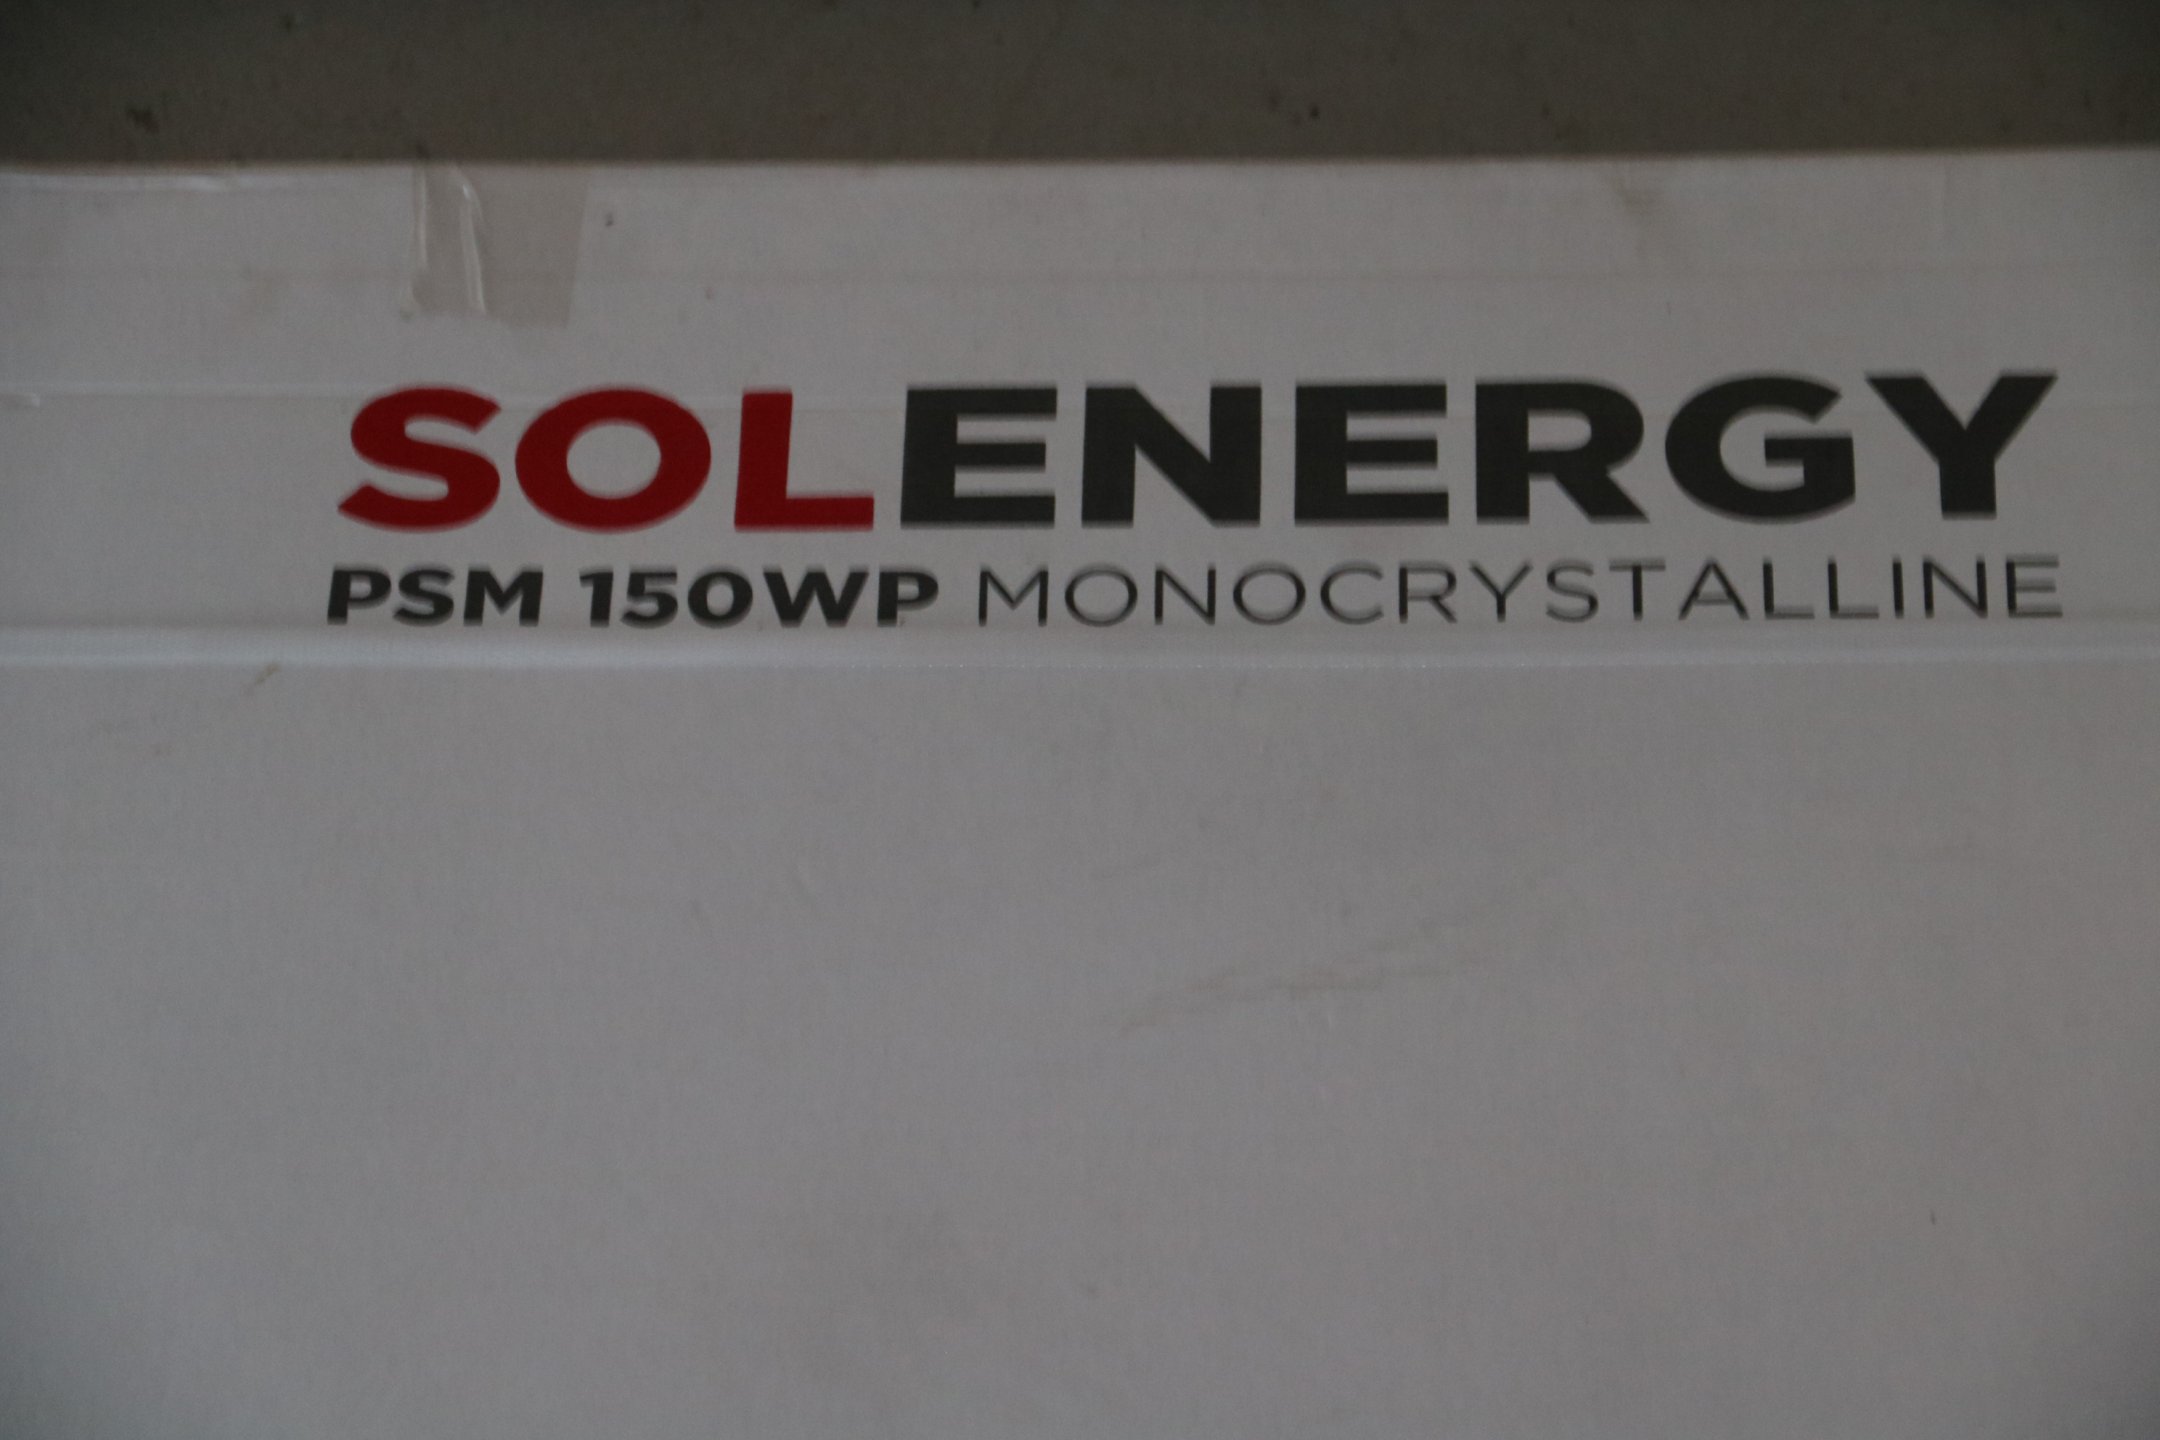 SOLENERGY
PSM 150WP MONOCRYSTALLINE